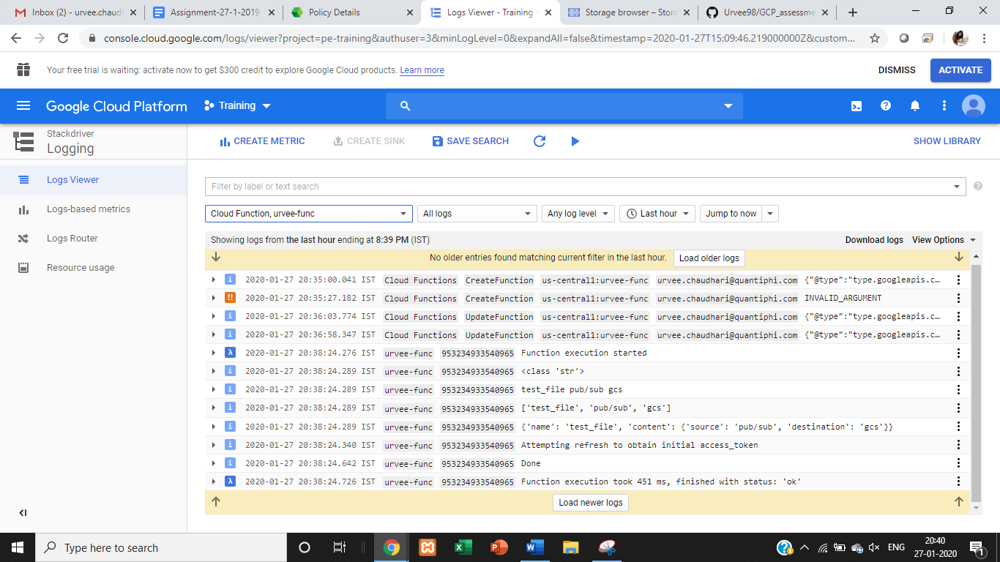 Inbox (2) - urvee.chaudh
Assignment-27-1-2019
Policy Details
Logs Viewer - Training -
Storage browser – Stora
Urvee98/GCP_assessme
console.cloud.google.com/logs/viewer?project=pe-training&authuser=3&minLogLevel=0&expandAll=false&timestamp=2020-01-27T15:09:46.219000000Z&custom...
Your free trial is waiting: activate now to get $300 credit to explore Google Cloud products. Learn more
DISMISS
ACTIVATE
Google Cloud Platform
Training
Stackdriver
Logging
CREATE METRIC
CREATE SINK
SAVE SEARCH
SHOW LIBRARY
Logs Viewer
Logs-based metrics
Logs Router
Resource usage
Filter by label or text search
Cloud Function, urvee-func
All logs
Any log level
Last hour
Jump to now
Showing logs from the last hour ending at 8:39 PM (IST)
Download logs
View Options
No older entries found matching current filter in the last hour.
Load older logs
i 2020-01-27 20:35:00.041 IST Cloud Functions CreateFunction us-central1:urvee-func urvee.chaudhari@quantiphi.com {"@type":"type.googleapis.c…
!! 2020-01-27 20:35:27.182 IST Cloud Functions CreateFunction us-central1:urvee-func urvee.chaudhari@quantiphi.com INVALID_ARGUMENT
i 2020-01-27 20:36:03.774 IST Cloud Functions UpdateFunction us-central1:urvee-func urvee.chaudhari@quantiphi.com {"@type":"type.googleapis.c…
i 2020-01-27 20:36:58.347 IST Cloud Functions UpdateFunction us-central1:urvee-func urvee.chaudhari@quantiphi.com {"@type":"type.googleapis.c…
λ 2020-01-27 20:38:24.276 IST urvee-func 953234933540965 Function execution started
i 2020-01-27 20:38:24.289 IST urvee-func 953234933540965 <class 'str'>
i 2020-01-27 20:38:24.289 IST urvee-func 953234933540965 test_file pub/sub gcs
i 2020-01-27 20:38:24.289 IST urvee-func 953234933540965 ['test_file', 'pub/sub', 'gcs']
i 2020-01-27 20:38:24.289 IST urvee-func 953234933540965 {'name': 'test_file', 'content': {'source': 'pub/sub', 'destination': 'gcs'}}
i 2020-01-27 20:38:24.340 IST urvee-func 953234933540965 Attempting refresh to obtain initial access_token
i 2020-01-27 20:38:24.642 IST urvee-func 953234933540965 Done
λ 2020-01-27 20:38:24.726 IST urvee-func 953234933540965 Function execution took 451 ms, finished with status: 'ok'
Load newer logs
Type here to search
ENG
20:40
27-01-2020
1